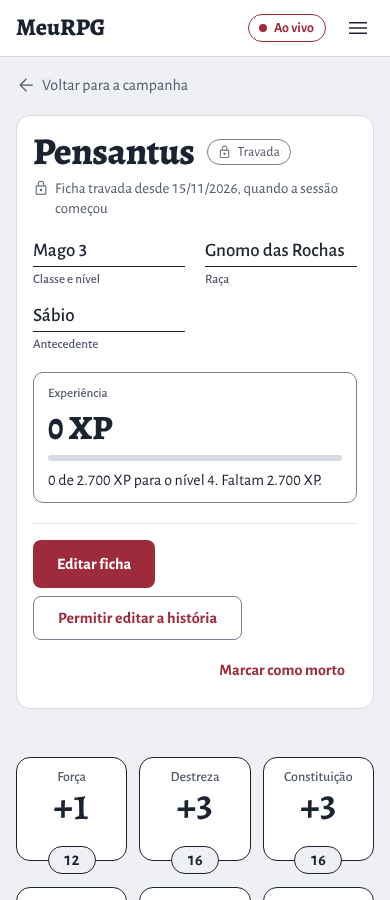 MeuRPG
Ao vivo
Voltar para a campanha
Pensantus
Travada
Ficha travada desde 15/11/2026, quando a sessão
começou
Mago 3
Gnomo das Rochas
Classe e nível
Raça
Sábio
Antecedente
Experiência
0 XP
0 de 2.700 XP para o nível 4. Faltam 2.700 XP.
Editar ficha
Permitir editar a história
Marcar como morto
Força
Destreza
Constituição
+1
+3
+3
12
16
16